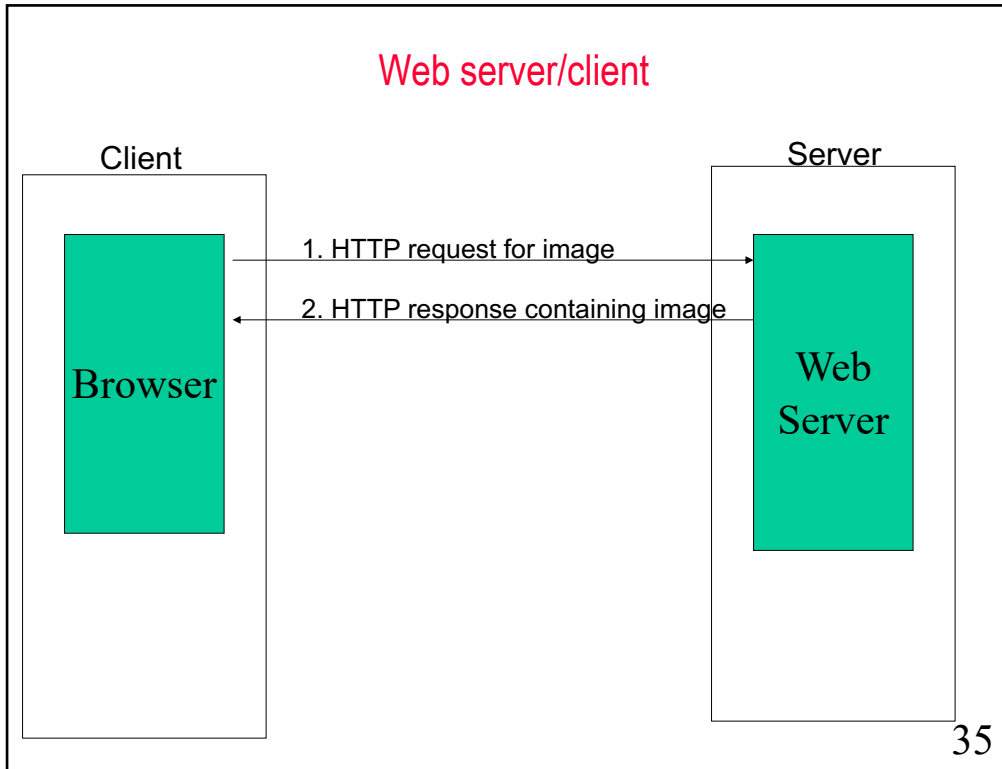 Web server/client
Client
Server
1. HTTP request for image
2. HTTP response containing image
Browser
Web
Server
35